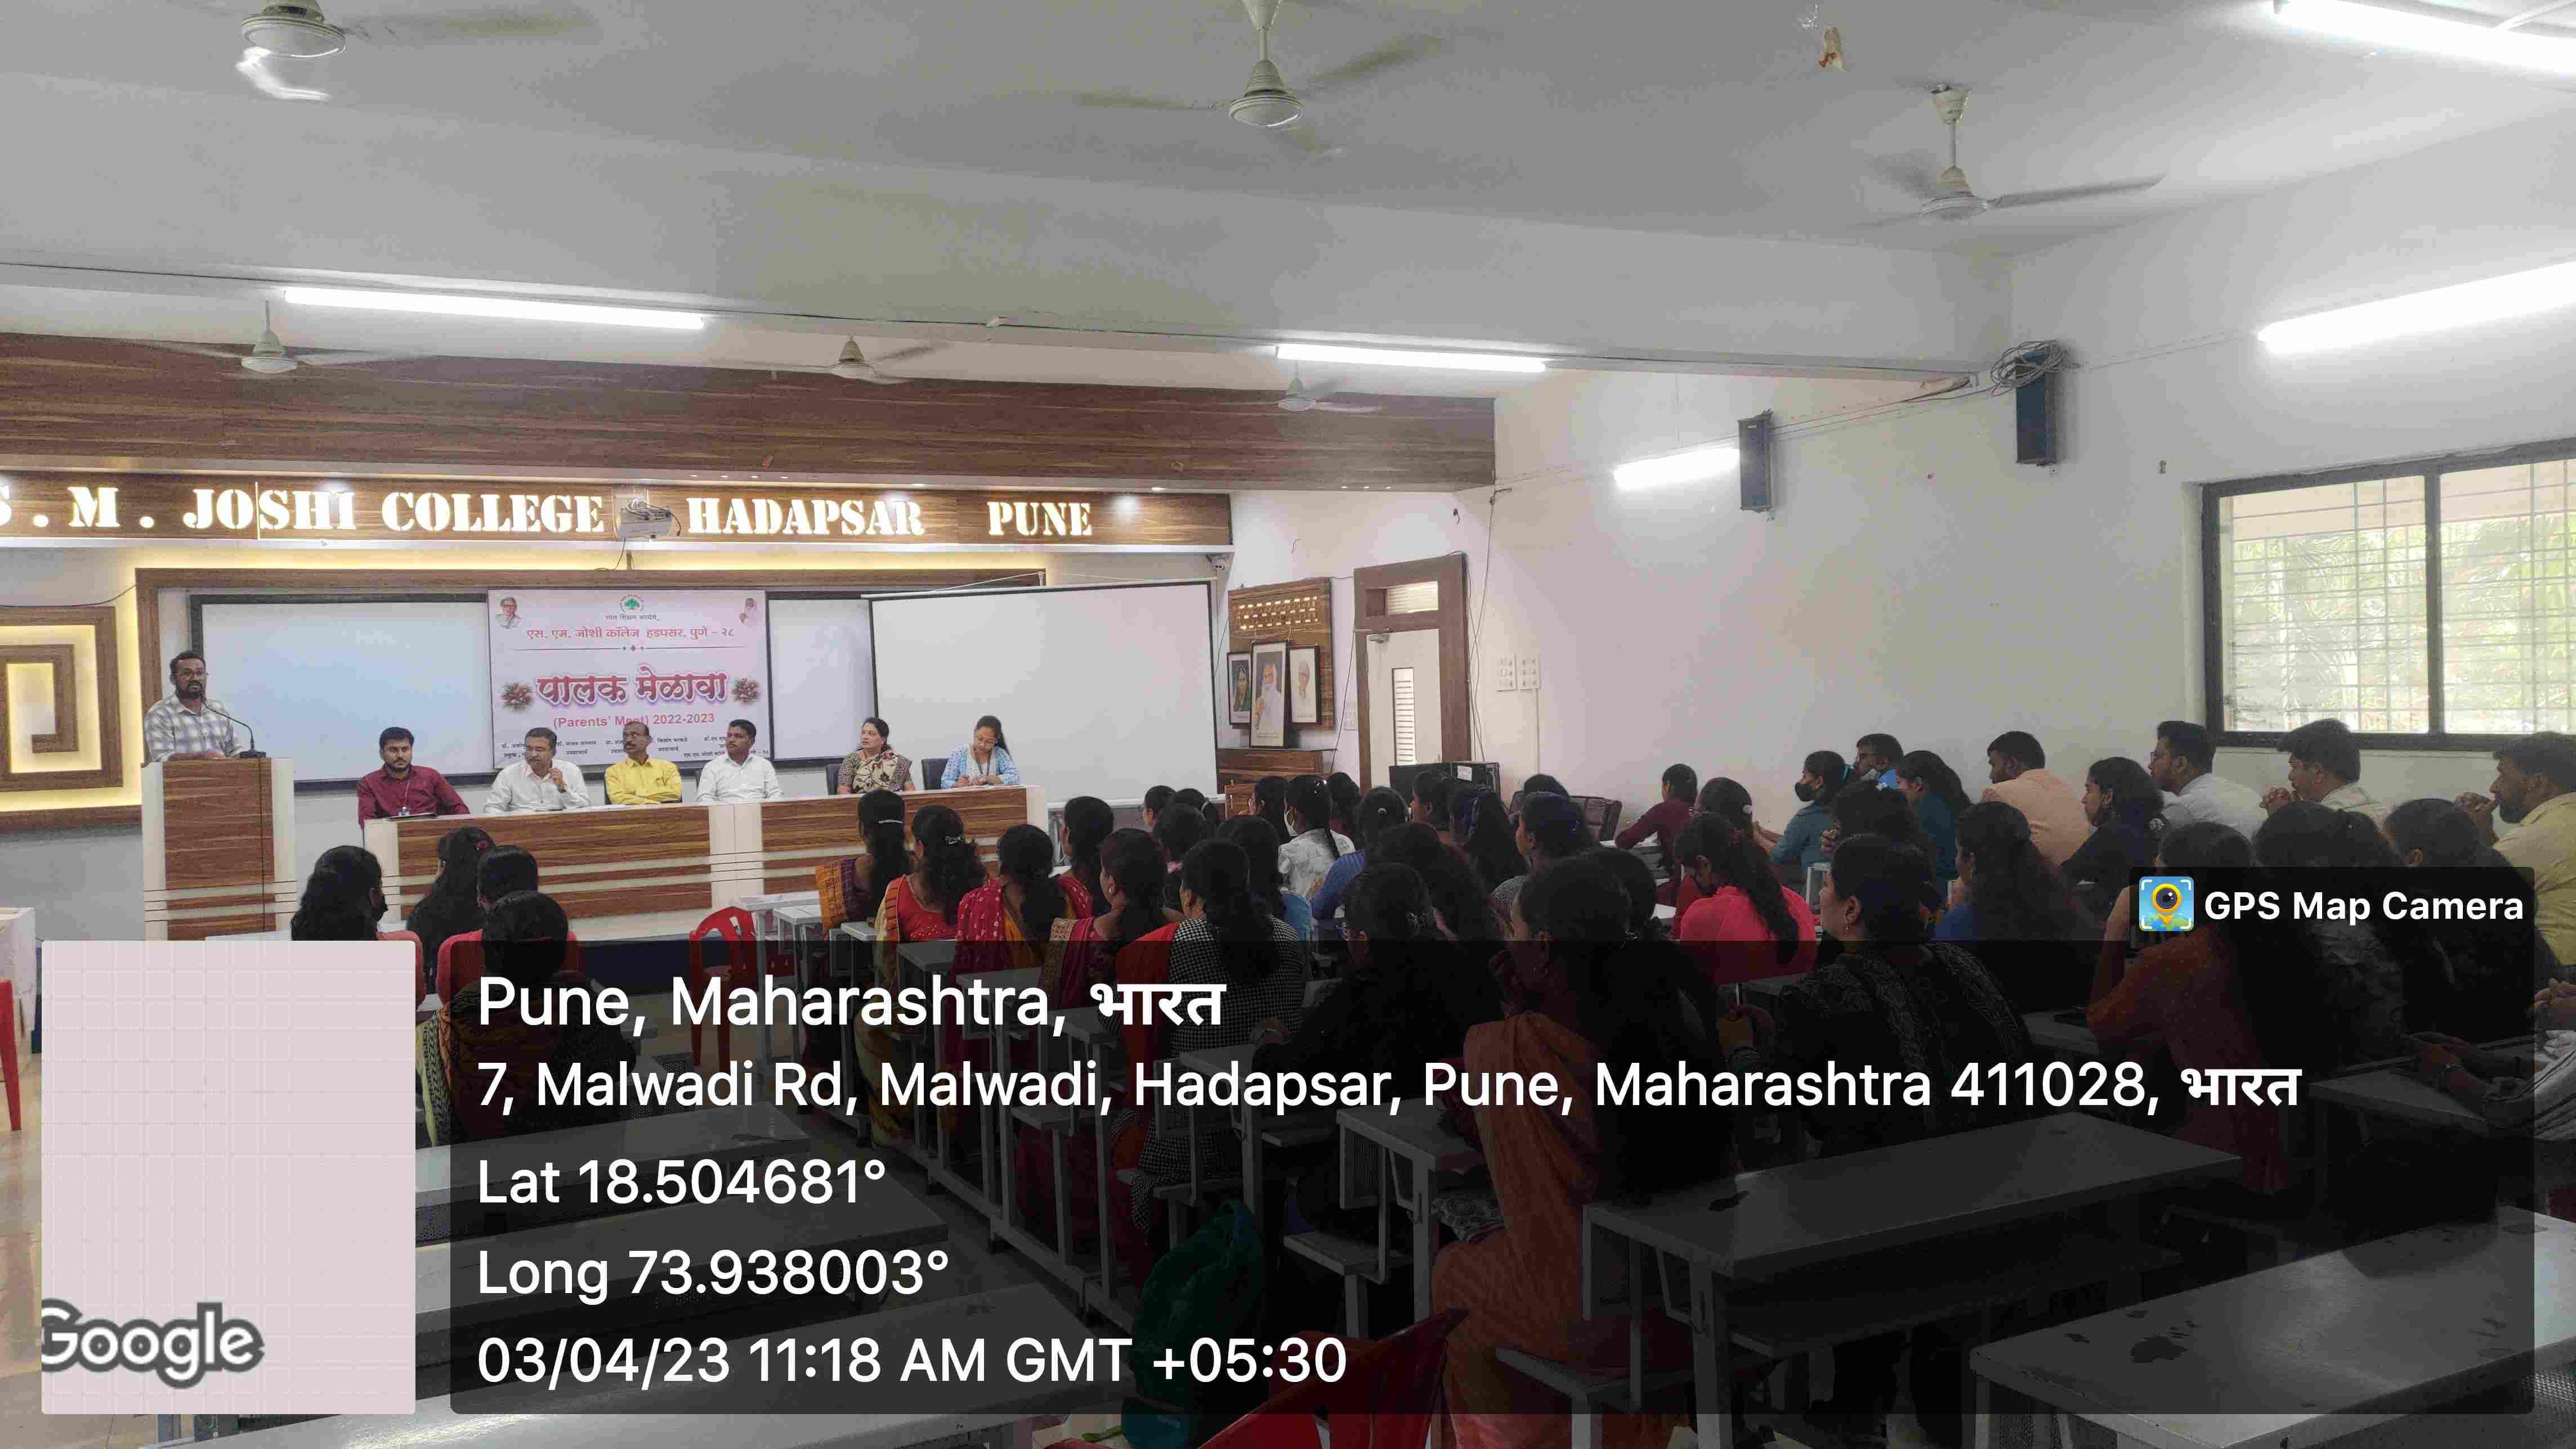 S . M . JOSHI COLLEGE HADAPSAR PUNE
एस. एम. जोशी कॉलेज हडपसर, पुणे - २८
पालक मेळावा
(Parents' Meet) 2022-2023
GPS Map Camera
Pune, Maharashtra, भारत
7, Malwadi Rd, Malwadi, Hadapsar, Pune, Maharashtra 411028, भारत
Lat 18.504681°
Long 73.938003°
03/04/23 11:18 AM GMT +05:30
Google